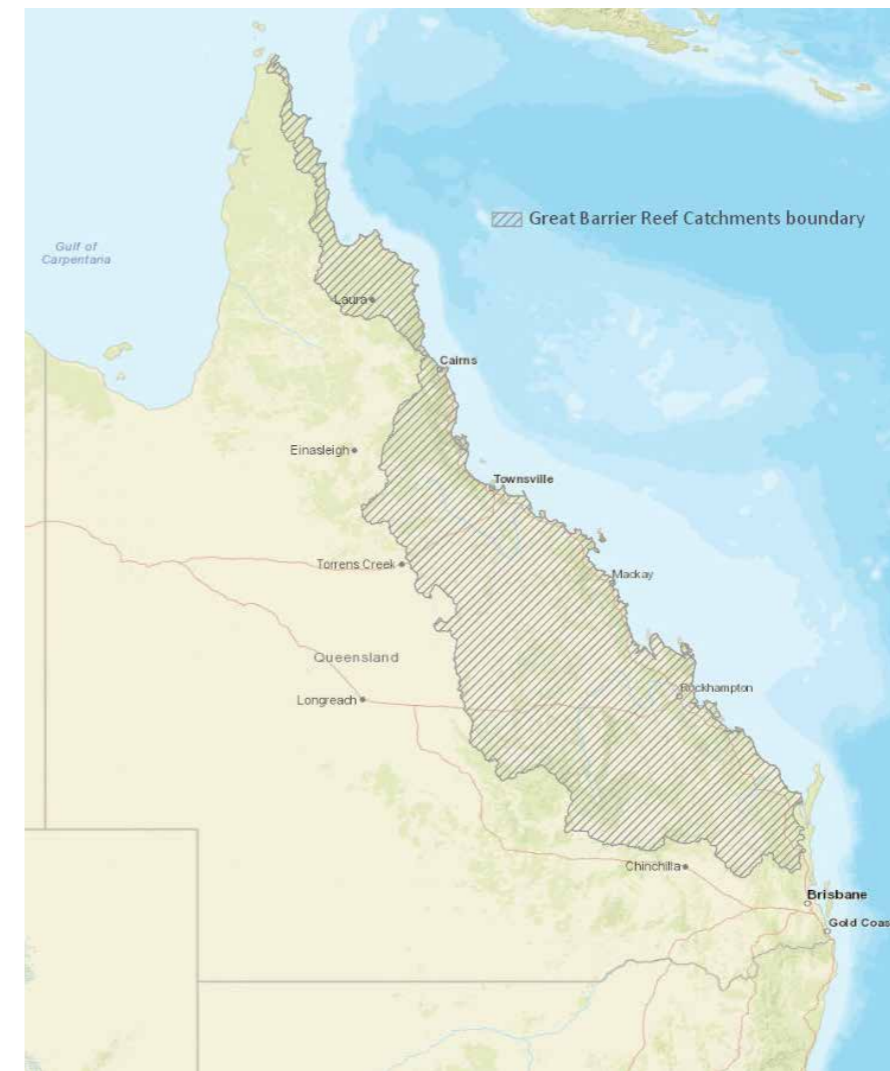 Great Barrier Reef Catchments boundary
Gulf of
Carpentaria
Laura
Cairns
Einasleigh
Townsville
Torrens Creek
Mackay
Queensland
Rockhampton
Longreach
Chinchilla
Brisbane
Gold Coas